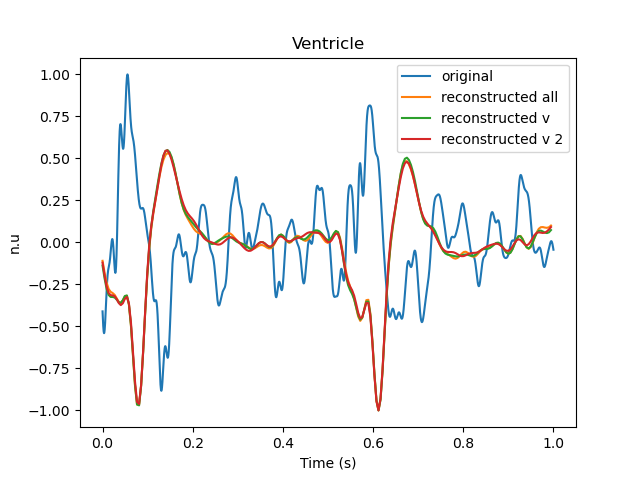 Ventricle
1.00
0.75
0.50
0.25
0.00
−0.25
−0.50
−0.75
−1.00
n.u
original
reconstructed all
reconstructed v
reconstructed v 2
0.0 0.2 0.4 0.6 0.8 1.0
Time (s)